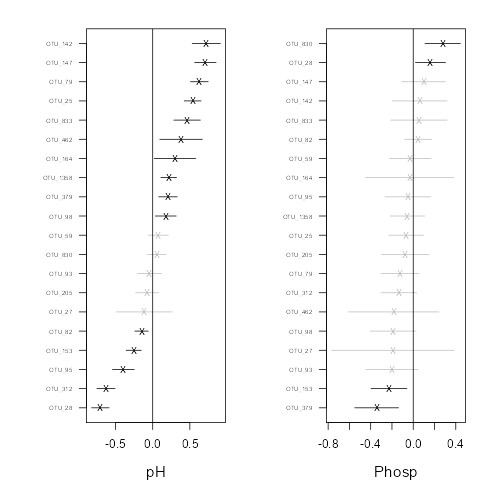 OTU_142
OTU_147
OTU_79
OTU_25
OTU_833
OTU_462
OTU_164
OTU_1358
OTU_379
OTU_98
OTU_59
OTU_830
OTU_93
OTU_205
OTU_27
OTU_82
OTU_153
OTU_95
OTU_312
OTU_28
-0.5 0.0 0.5
pH
OTU_830
OTU_28
OTU_147
OTU_142
OTU_833
OTU_82
OTU_59
OTU_164
OTU_95
OTU_1358
OTU_25
OTU_205
OTU_79
OTU_312
OTU_462
OTU_98
OTU_27
OTU_93
OTU_153
OTU_379
-0.8 -0.4 0.0 0.4
Phosp